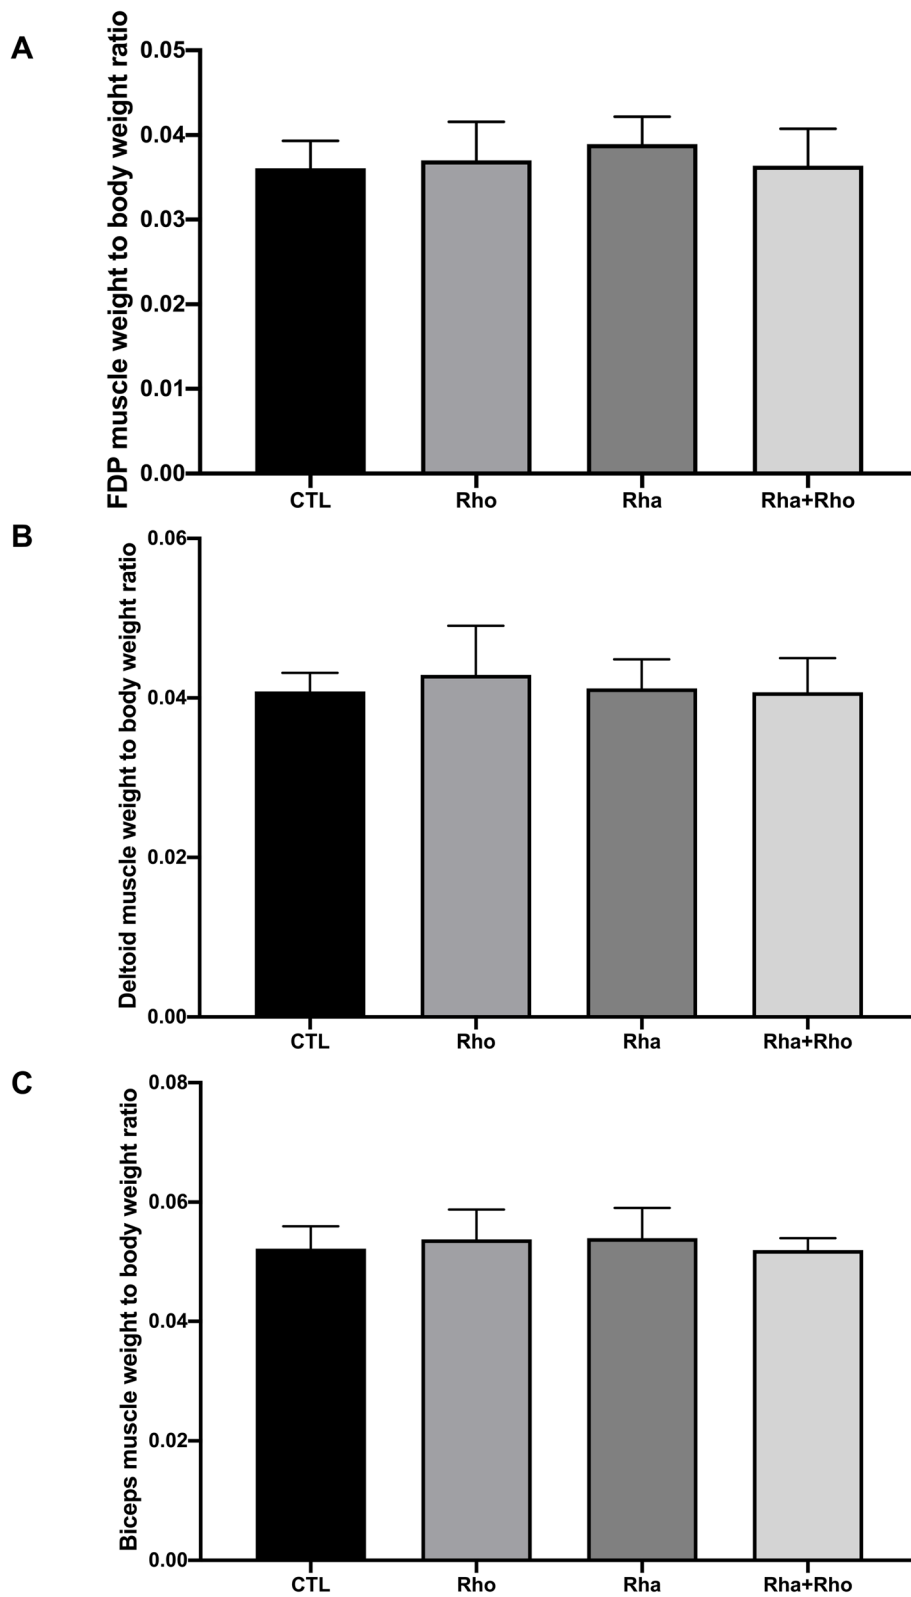 A
FDP muscle weight to body weight ratio
0.05
0.04
0.03
0.02
0.01
0.00
CTL Rho Rha Rha+Rho
B
Deltoid muscle weight to body weight ratio
0.06
0.04
0.02
0.00
CTL Rho Rha Rha+Rho
C
Biceps muscle weight to body weight ratio
0.08
0.06
0.04
0.02
0.00
CTL Rho Rha Rha+Rho